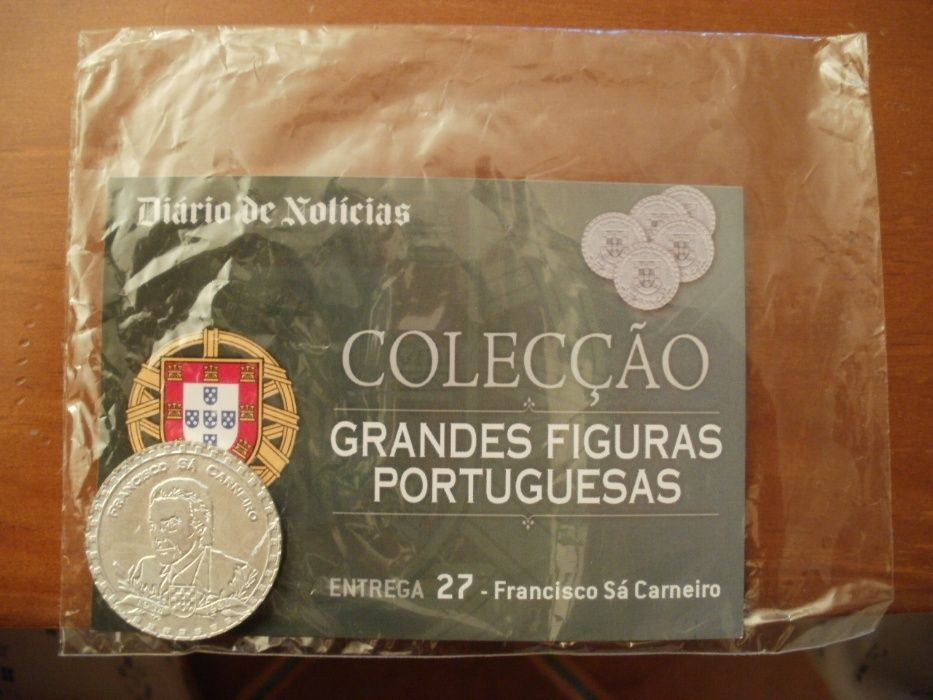 Diário de Notícias
COLECÇÃO
GRANDES FIGURAS
PORTUGUESAS
ENTREGA 27 - Francisco Sá Carneiro
FRANCISCO SÁ CARNEIRO